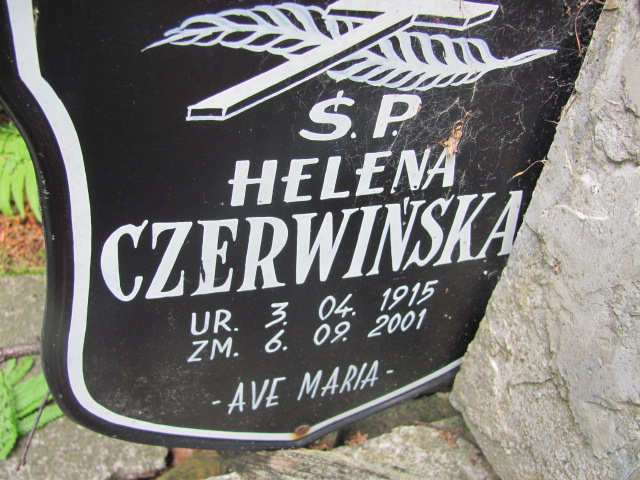 Ś.P.
HELENA
CZERWIŃSKA
UR. 3. 04. 1915
ZM. 6. 09. 2001
- AVE MARIA -